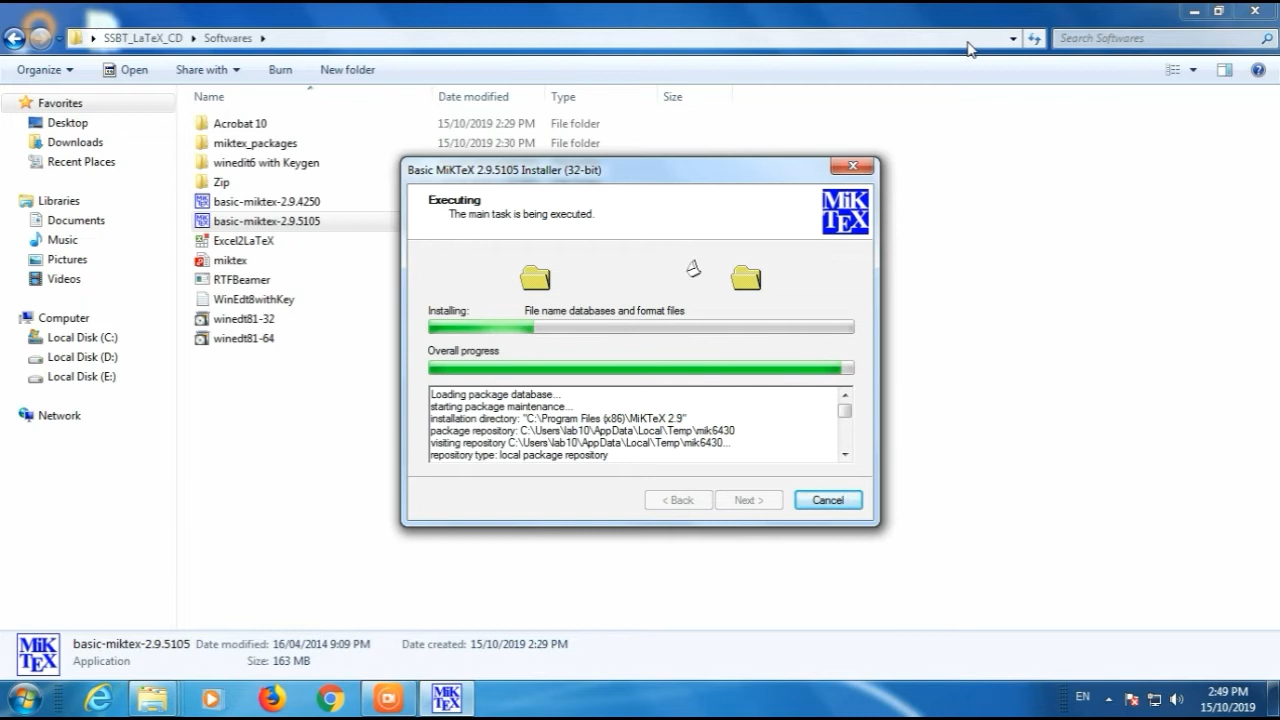 SSBT_LaTeX_CD
Softwares
Search Softwares
Organize
Open
Share with
Burn
New folder
Favorites
Desktop
Downloads
Recent Places
Libraries
Documents
Music
Pictures
Videos
Computer
Local Disk (C:)
Local Disk (D:)
Local Disk (E:)
Network
Name Date modified Type Size
Acrobat 10 15/10/2019 2:29 PM File folder
miktex_packages 15/10/2019 2:30 PM File folder
winedit6 with Keygen
Zip
basic-miktex-2.9.4250
basic-miktex-2.9.5105
Excel2LaTeX
miktex
RTFBeamer
WinEdt8withKey
winedt81-32
winedt81-64
Basic MiKTeX 2.9.5105 Installer (32-bit)
Executing
The main task is being executed.
MiK
TEX
Installing: File name databases and format files
Overall progress
Loading package database...
starting package maintenance...
installation directory: "C:\Program Files (x86)\MiKTeX 2.9"
package repository: C:\Users\lab10\AppData\Local\Temp\mik6430
visiting repository C:\Users\lab10\AppData\Local\Temp\mik6430...
repository type: local package repository
< Back
Next >
Cancel
MiK
TEX
basic-miktex-2.9.5105 Date modified: 16/04/2014 9:09 PM Date created: 15/10/2019 2:29 PM
Application Size: 163 MB
MiK
TEX
EN
2:49 PM
15/10/2019